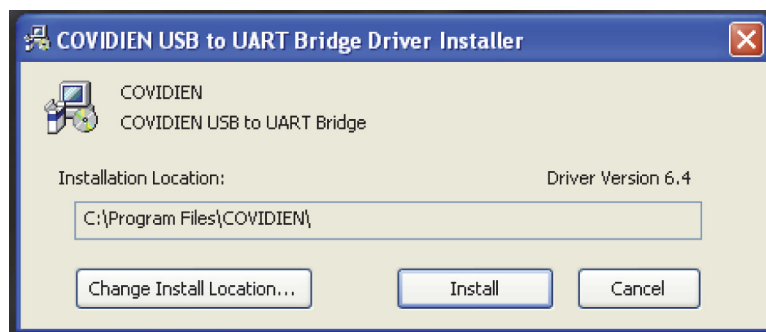 COVIDIEN USB to UART Bridge Driver Installer
COVIDIEN
COVIDIEN USB to UART Bridge
Installation Location: Driver Version 6.4
C:\Program Files\COVIDIEN\
Change Install Location... Install Cancel